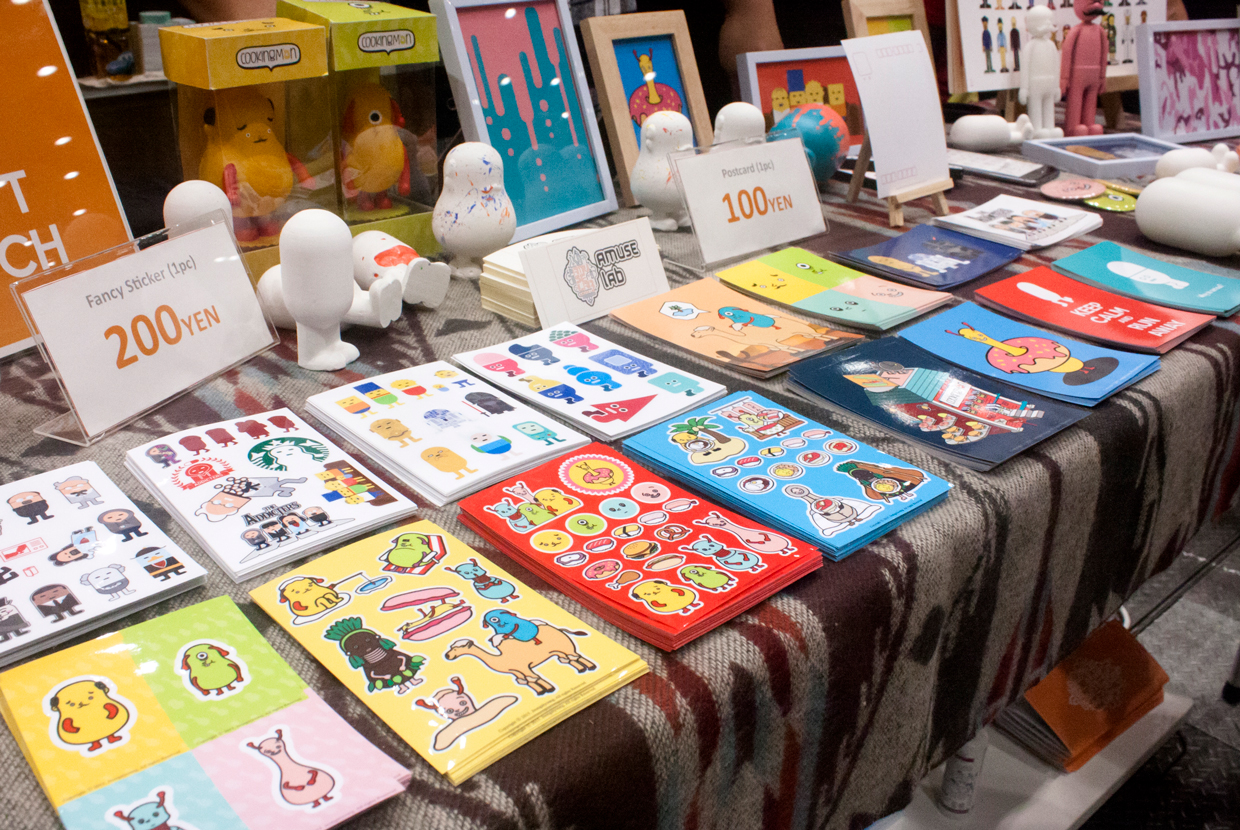 COOKINGMON
COOKINGMON
T
CH
Fancy Sticker (1pc)
200YEN
AMUSE
lab
Postcard (1pc)
100YEN
KEEP
CALM
AND
RUN
AWAY